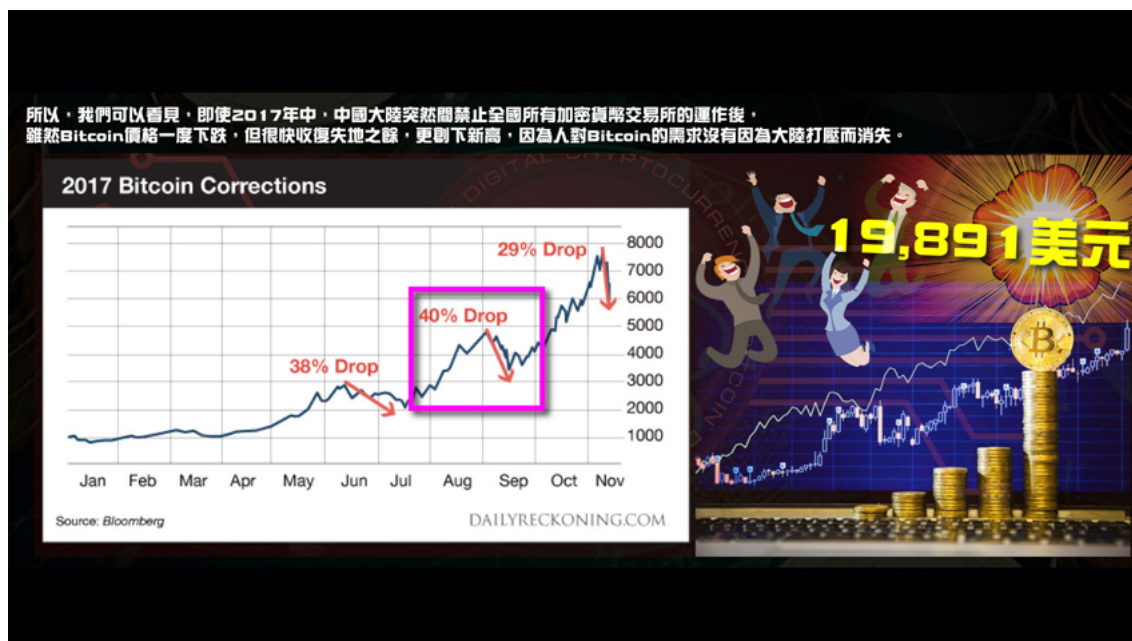 所以，我們可以看見，即使2017年中，中國大陸突然間禁止全國所有加密貨幣交易所的運作後，
雖然Bitcoin價格一度下跌，但很快收復失地之餘，更創下新高，因為人對Bitcoin的需求沒有因為大陸打壓而消失。
2017 Bitcoin Corrections
29% Drop
40% Drop
38% Drop
8000
7000
6000
5000
4000
3000
2000
1000
Jan Feb Mar Apr May Jun Jul Aug Sep Oct Nov
Source: Bloomberg
DAILYRECKONING.COM
19,891美元
DIGITAL CRYPTOCURREN